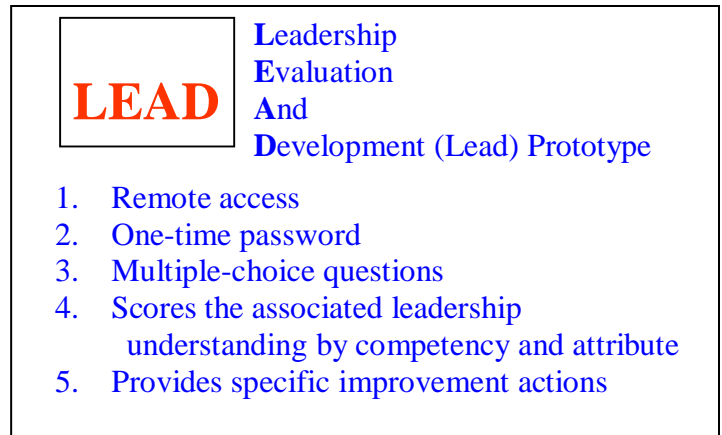 LEAD
Leadership
Evaluation
And
Development (Lead) Prototype
1. Remote access
2. One-time password
3. Multiple-choice questions
4. Scores the associated leadership
understanding by competency and attribute
5. Provides specific improvement actions